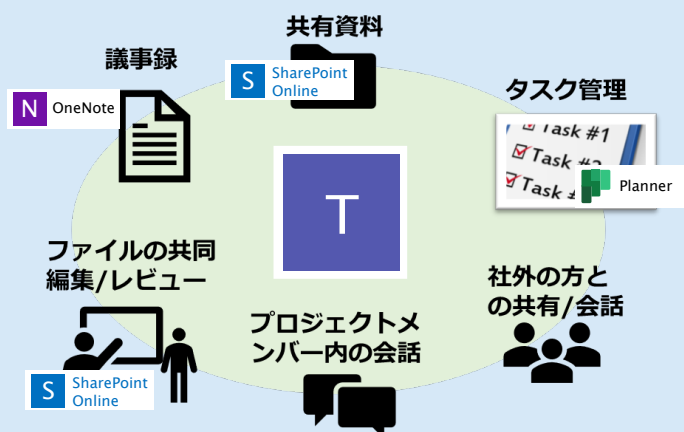 共有資料
S SharePoint
Online
議事録
N OneNote
タスク管理
Task #1
Task #2
Task #
Planner
T
ファイルの共同
編集/レビュー
S SharePoint
Online
プロジェクトメ
ンバー内の会話
社外の方と
の共有/会話